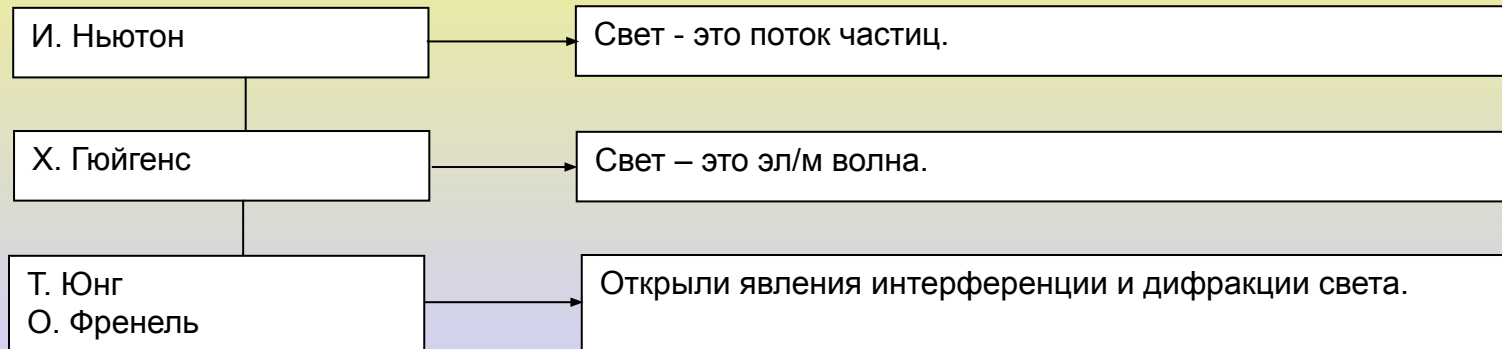 И. Ньютон
Свет - это поток частиц.
Х. Гюйгенс
Свет – это эл/м волна.
Т. Юнг
О. Френель
Открыли явления интерференции и дифракции света.